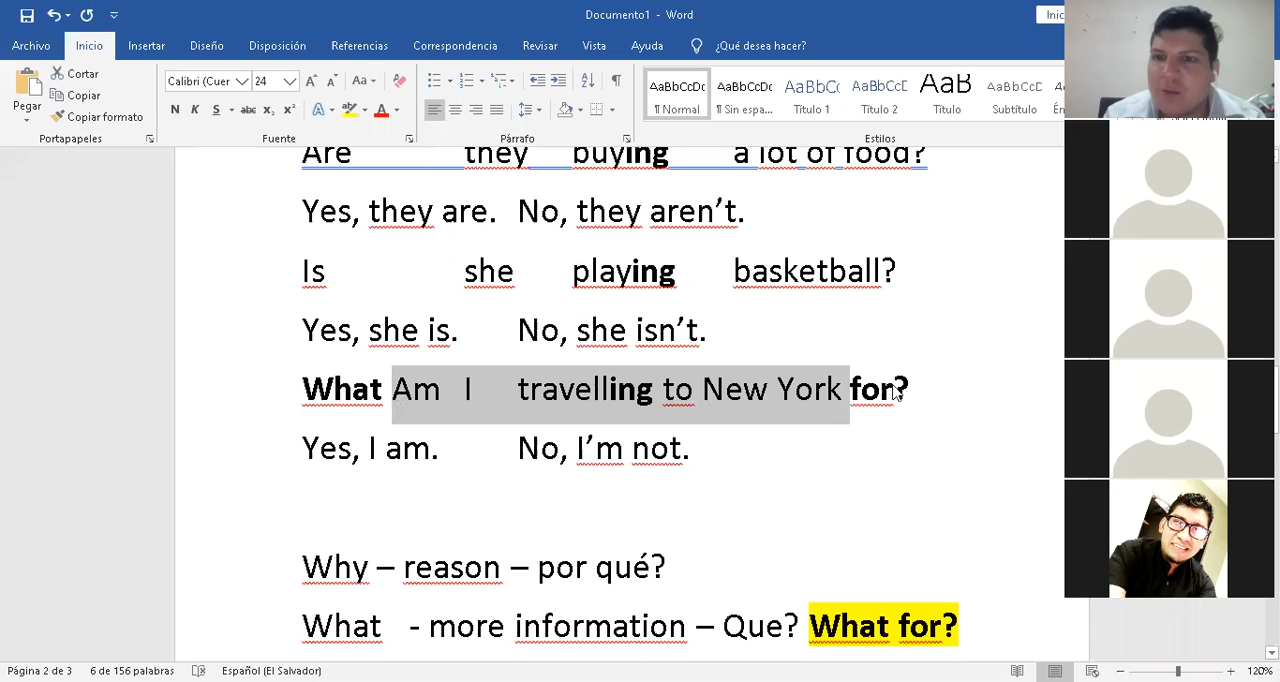 Documento1 - Word
Inic
Archivo Inicio Insertar Diseño Disposición Referencias Correspondencia Revisar Vista Ayuda ¿Qué desea hacer?
Pegar
Cortar
Copiar
Copiar formato
Portapapeles
Calibri (Cuer 24
Fuente
Párrafo
AaBbCcDc ¶ Normal
AaBbCcDc ¶ Sin espa...
AaBbCc Título 1
AaBbCcD Título 2
AaB Título
AaBbCcD Subtítulo
Estilos
Are they buying a lot of food?
Yes, they are. No, they aren't.
Is she playing basketball?
Yes, she is. No, she isn't.
What Am I travelling to New York for?
Yes, I am. No, I'm not.
Why – reason – por qué?
What - more information – Que? What for?
Página 2 de 3 6 de 156 palabras Español (El Salvador) 120%